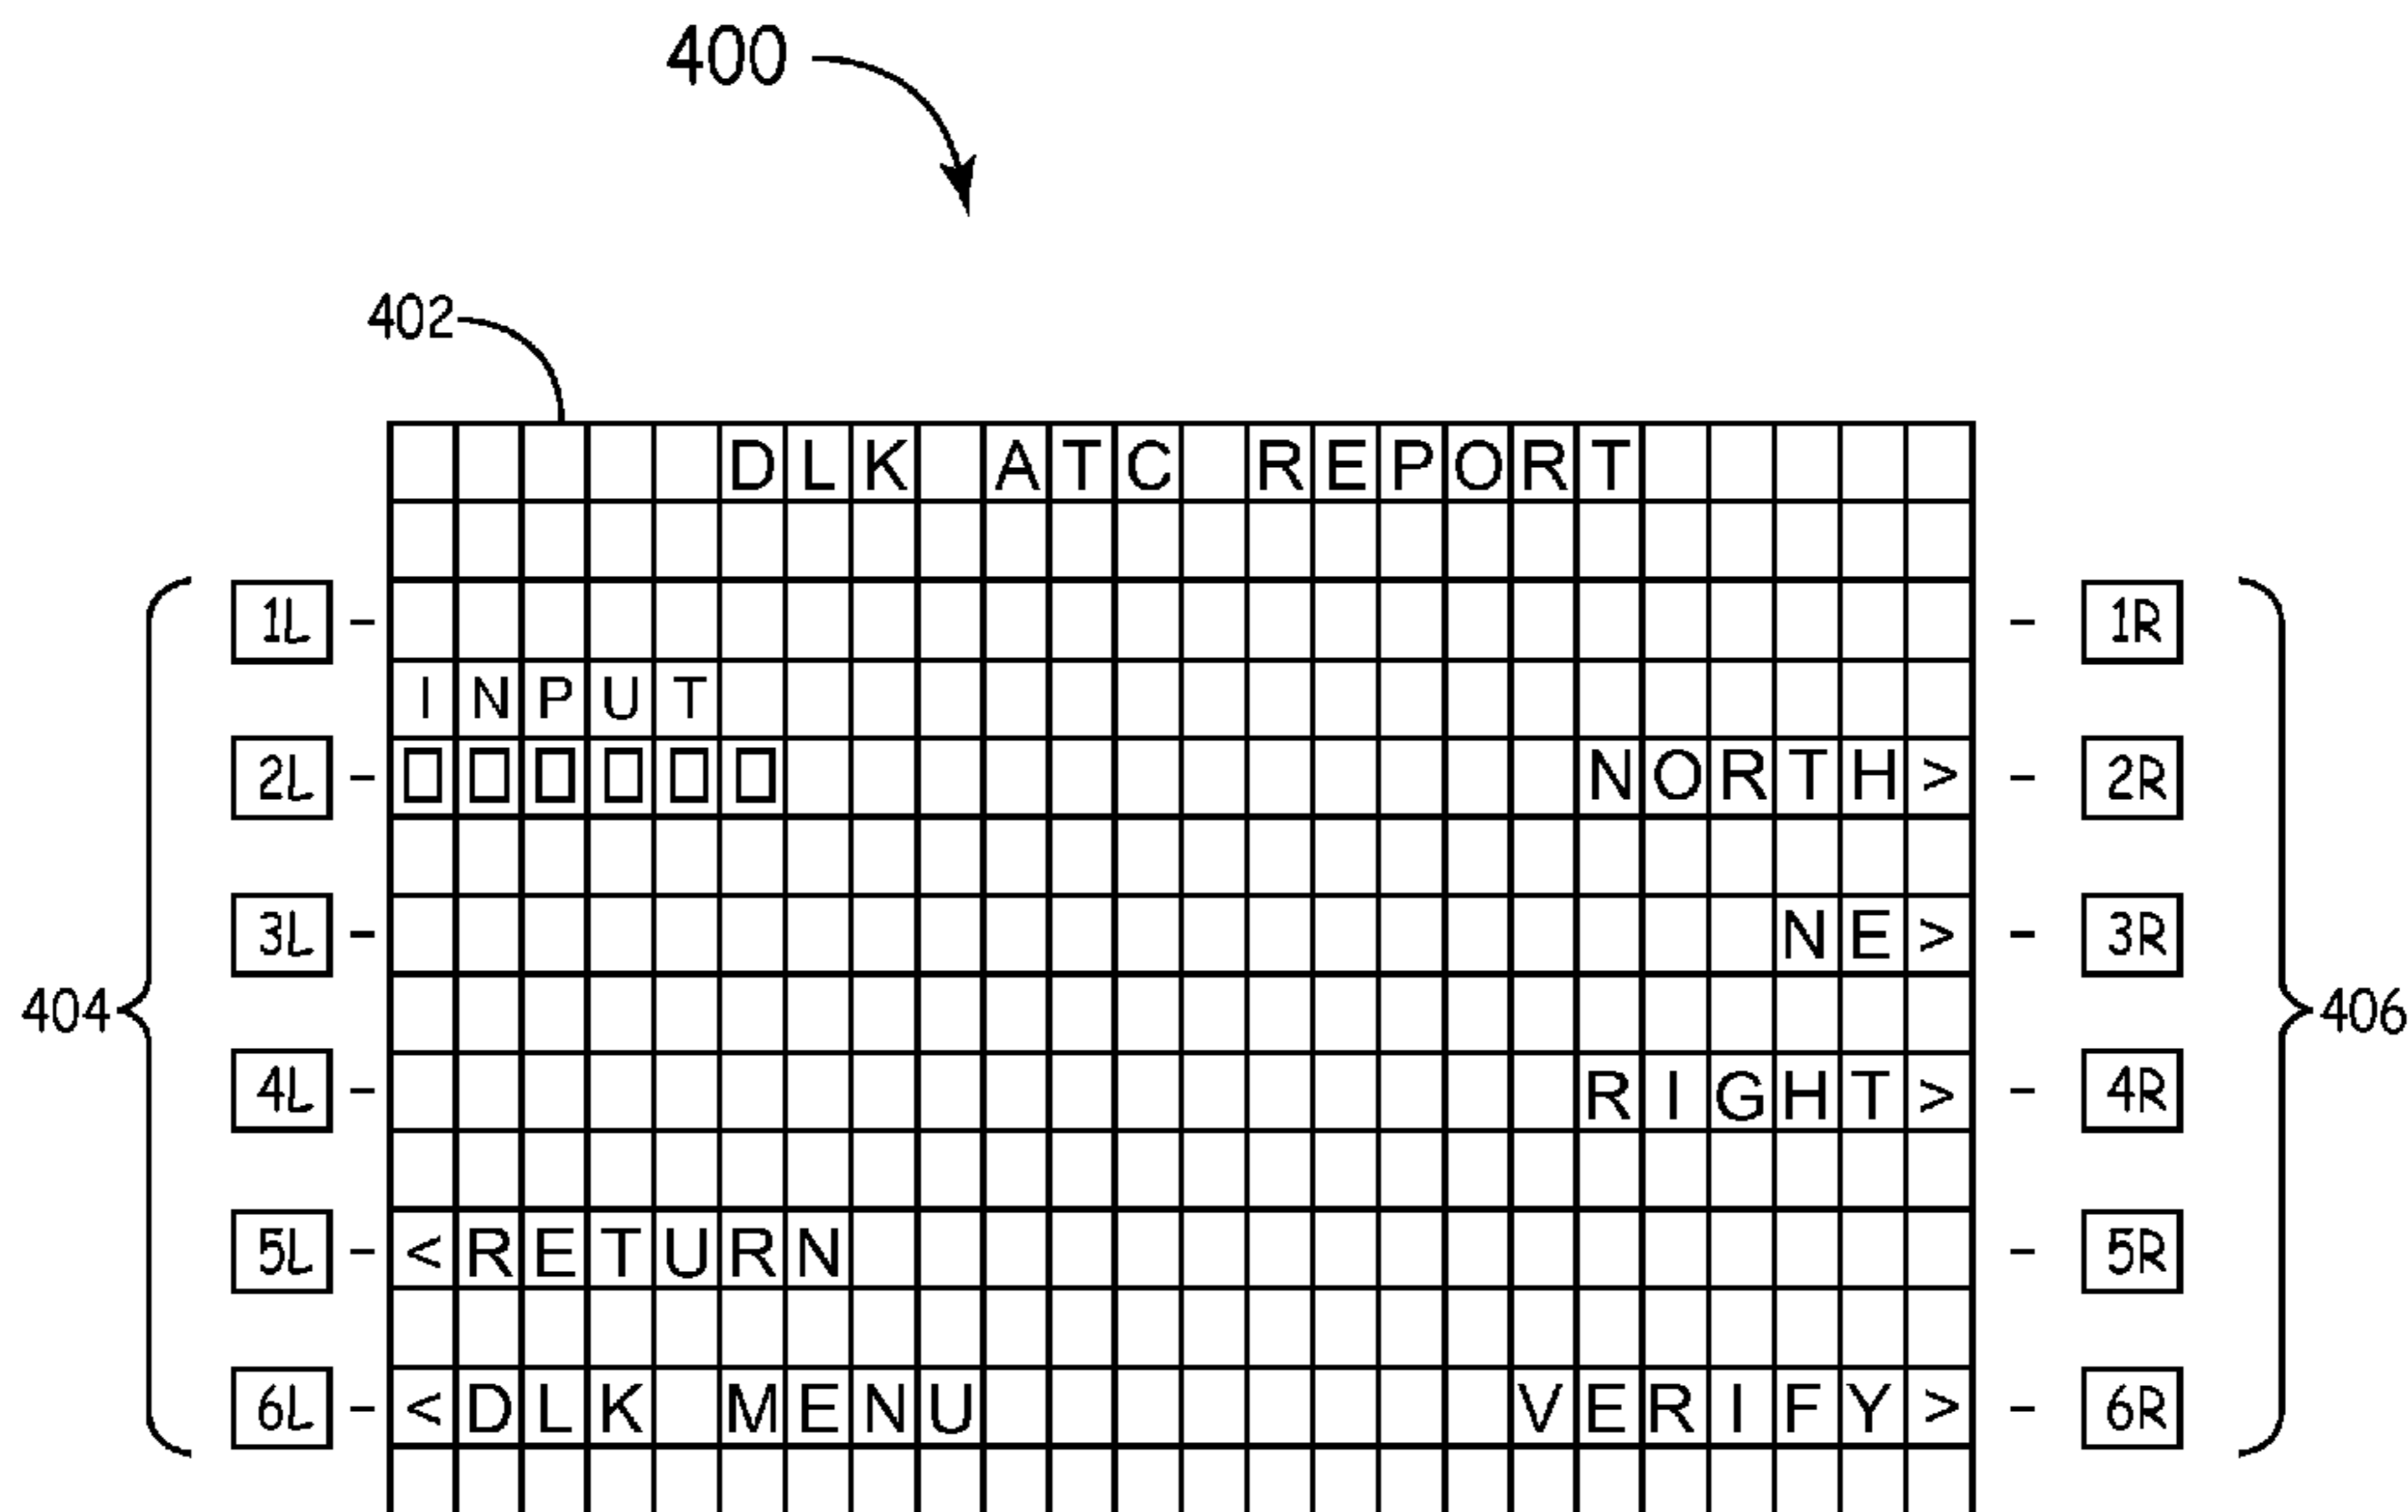 400
402
DLK ATC REPORT
1L - - 1R
INPUT
2L - □□□□□□ NORTH> - 2R
3L - NE> - 3R
404 406
4L - RIGHT> - 4R
5L - <RETURN - 5R
6L - <DLK MENU VERIFY> - 6R